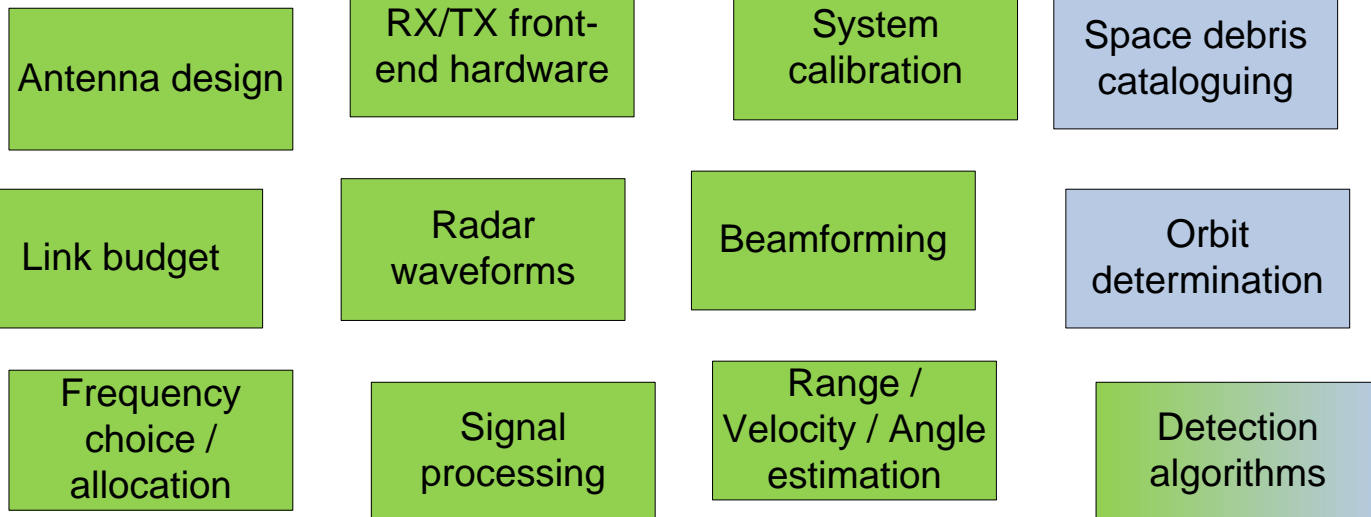 Antenna design
RX/TX front-
end hardware
System
calibration
Space debris
cataloguing
Link budget
Radar
waveforms
Beamforming
Orbit
determination
Frequency
choice /
allocation
Signal
processing
Range /
Velocity / Angle
estimation
Detection
algorithms